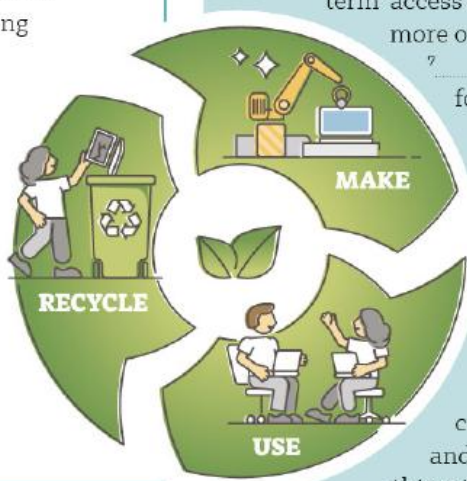 ng
term access
more o
7
fo
MAKE
RECYCLE
USE
c
and